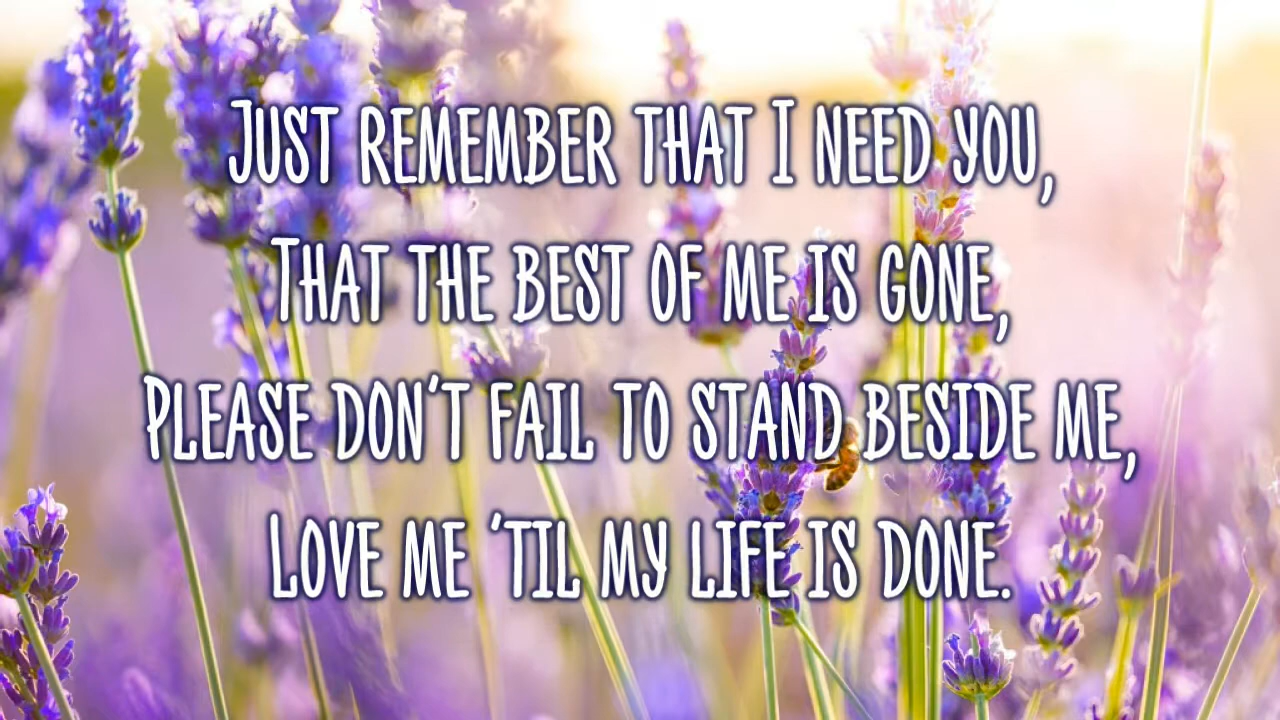 Just remember that I need you,
That the best of me is gone,
Please don't fail to stand beside me,
Love me 'til my life is done.